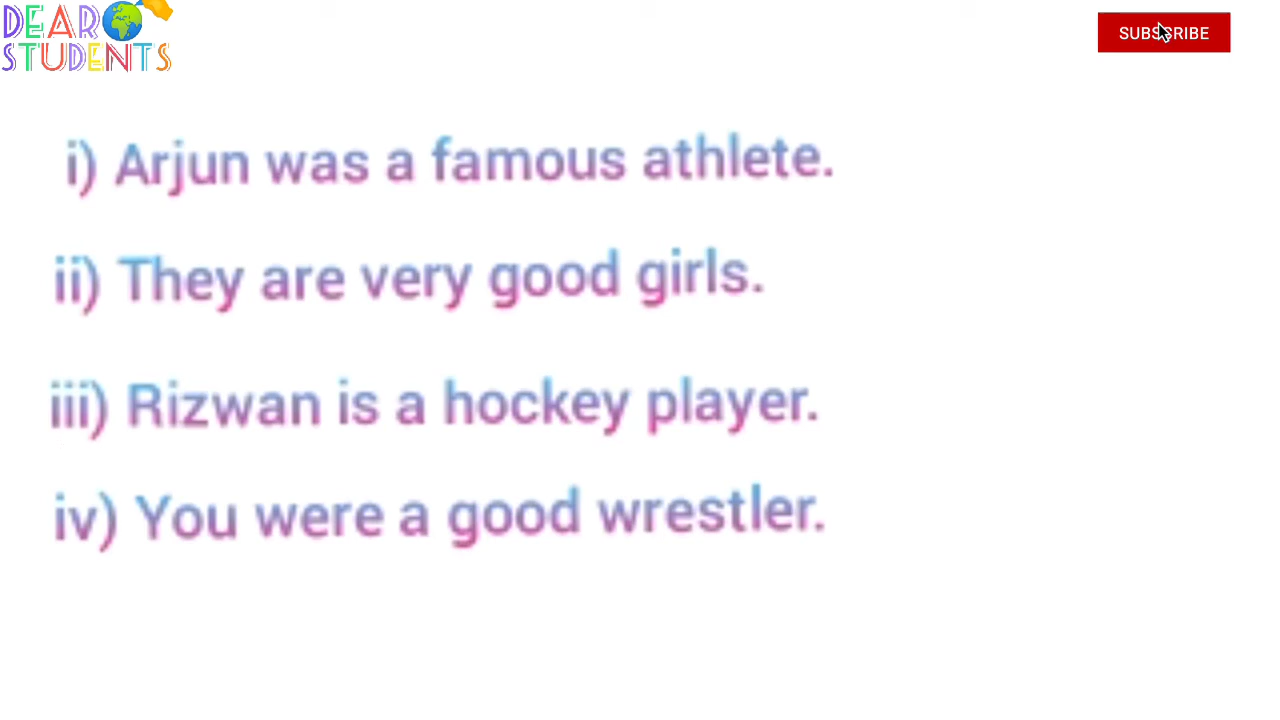 DEAR
STUDENTS
SUBSCRIBE
i) Arjun was a famous athlete.
ii) They are very good girls.
iii) Rizwan is a hockey player.
iv) You were a good wrestler.